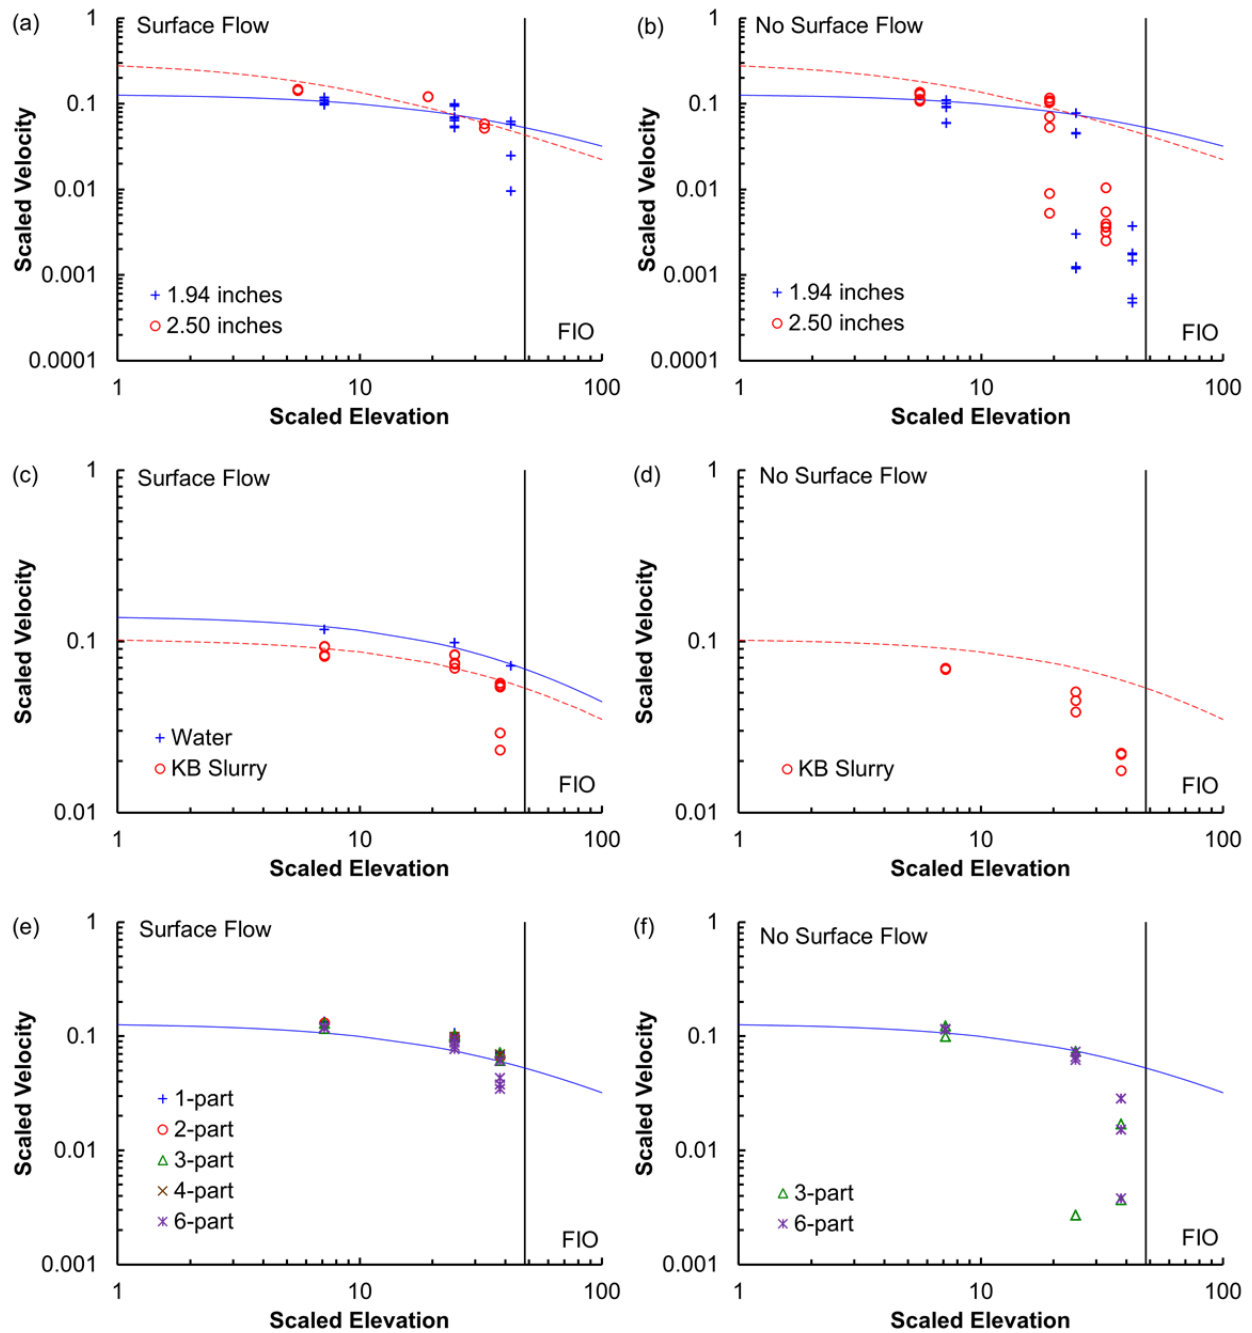 (a)
Surface Flow
1
0.1
0.01
0.001
0.0001
Scaled Velocity
+ 1.94 inches
○ 2.50 inches
FIO
1 10 100
Scaled Elevation
(b)
No Surface Flow
1
0.1
0.01
0.001
0.0001
Scaled Velocity
+ 1.94 inches
○ 2.50 inches
FIO
1 10 100
Scaled Elevation
(c)
Surface Flow
1
0.1
0.01
Scaled Velocity
+ Water
○ KB Slurry
FIO
1 10 100
Scaled Elevation
(d)
No Surface Flow
1
0.1
0.01
Scaled Velocity
○ KB Slurry
FIO
1 10 100
Scaled Elevation
(e)
Surface Flow
1
0.1
0.01
0.001
Scaled Velocity
+ 1-part
○ 2-part
△ 3-part
× 4-part
∗ 6-part
FIO
1 10 100
Scaled Elevation
(f)
No Surface Flow
1
0.1
0.01
0.001
Scaled Velocity
△ 3-part
∗ 6-part
FIO
1 10 100
Scaled Elevation